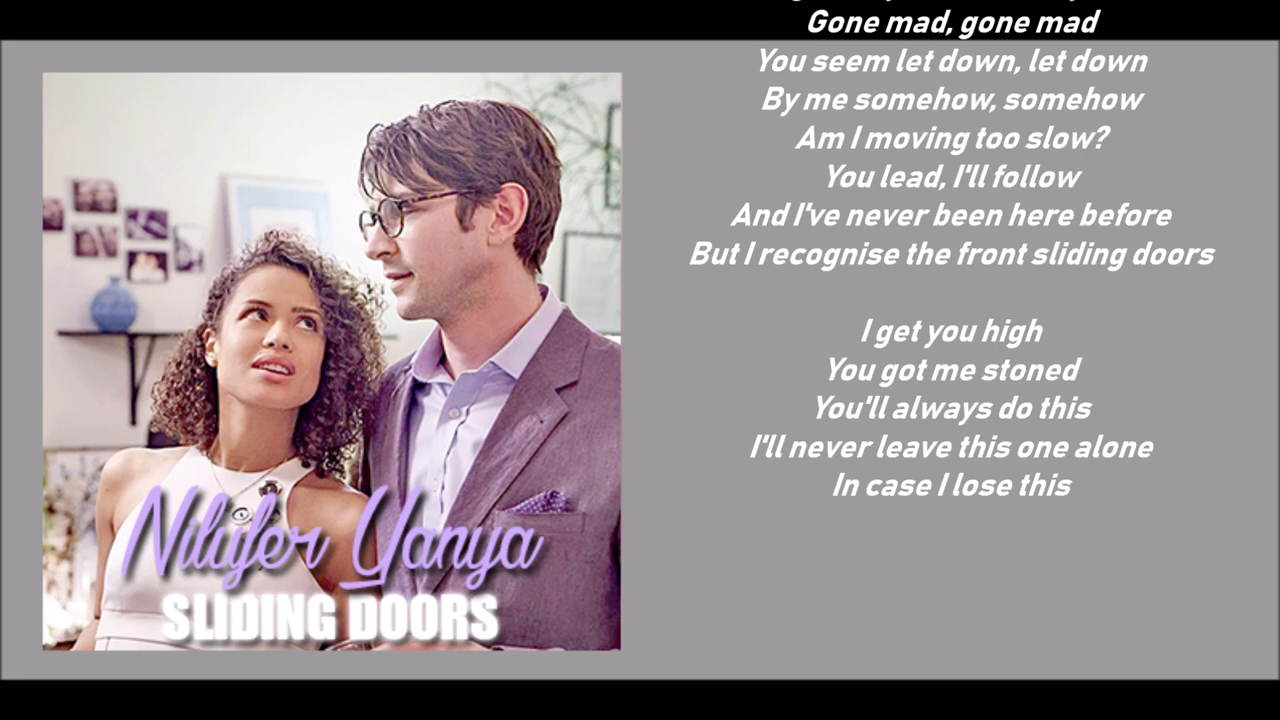 Gone mad, gone mad
You seem let down, let down
By me somehow, somehow
Am I moving too slow?
You lead, I'll follow
And I've never been here before
But I recognise the front sliding doors
I get you high
You got me stoned
You'll always do this
I'll never leave this one alone
In case I lose this
Nilüfer Yanya
SLIDING DOORS